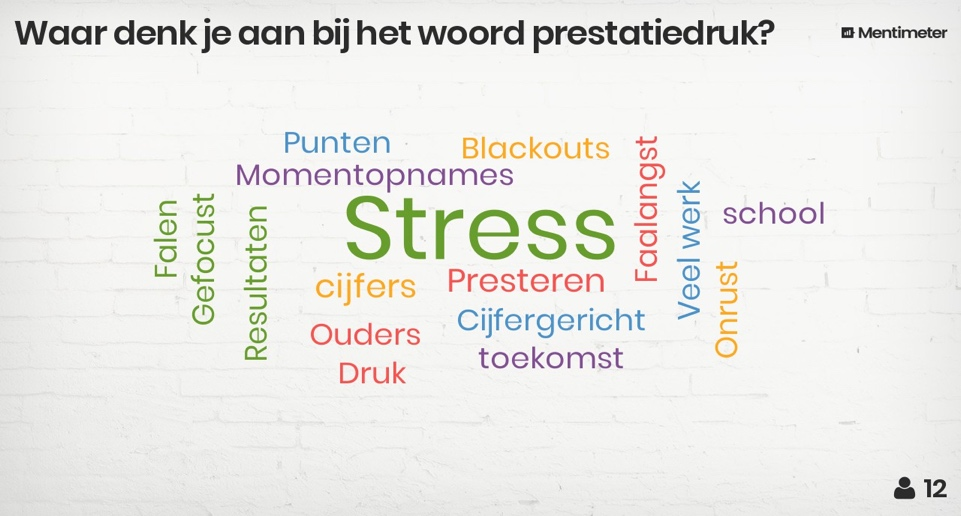 Waar denk je aan bij het woord prestatiedruk?
Mentimeter
Punten
Blackouts
Momentopnames
Faalangst
Falen
Gefocust
Resultaten
Stress
Veel werk
school
cijfers
Presteren
Onrust
Ouders
Cijfergericht
toekomst
Druk
12